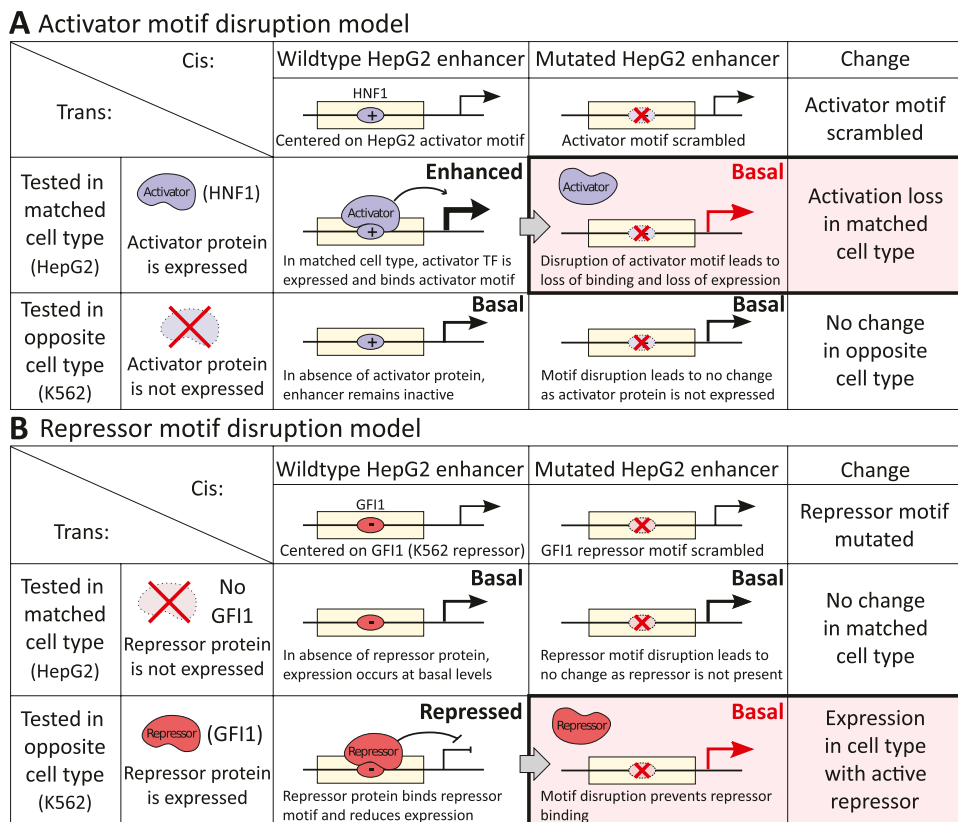 A Activator motif disruption model
Cis:
Trans:
Wildtype HepG2 enhancer
Mutated HepG2 enhancer
Change
HNF1
+
Centered on HepG2 activator motif
Activator motif scrambled
Activator motif
scrambled
Tested in
matched
cell type
(HepG2)
Activator
(HNF1)
Activator protein
is expressed
Enhanced
Activator
+
In matched cell type, activator TF is
expressed and binds activator motif
Basal
Activator
Disruption of activator motif leads to
loss of binding and loss of expression
Activation loss
in matched
cell type
Tested in
opposite
cell type
(K562)
Activator protein
is not expressed
Basal
+
In absence of activator protein,
enhancer remains inactive
Basal
Motif disruption leads to no change
as activator protein is not expressed
No change
in opposite
cell type
B Repressor motif disruption model
Cis:
Trans:
Wildtype HepG2 enhancer
Mutated HepG2 enhancer
Change
GFI1
-
Centered on GFI1 (K562 repressor)
GFI1 repressor motif scrambled
Repressor motif
mutated
Tested in
matched
cell type
(HepG2)
No
GFI1
Repressor protein
is not expressed
Basal
-
In absence of repressor protein,
expression occurs at basal levels
Basal
Repressor motif disruption leads to
no change as repressor is not present
No change
in matched
cell type
Tested in
opposite
cell type
(K562)
Repressor
(GFI1)
Repressor protein
is expressed
Repressed
Repressor
-
Repressor protein binds repressor
motif and reduces expression
Basal
Repressor
Motif disruption prevents repressor
binding
Expression
in cell type
with active
repressor